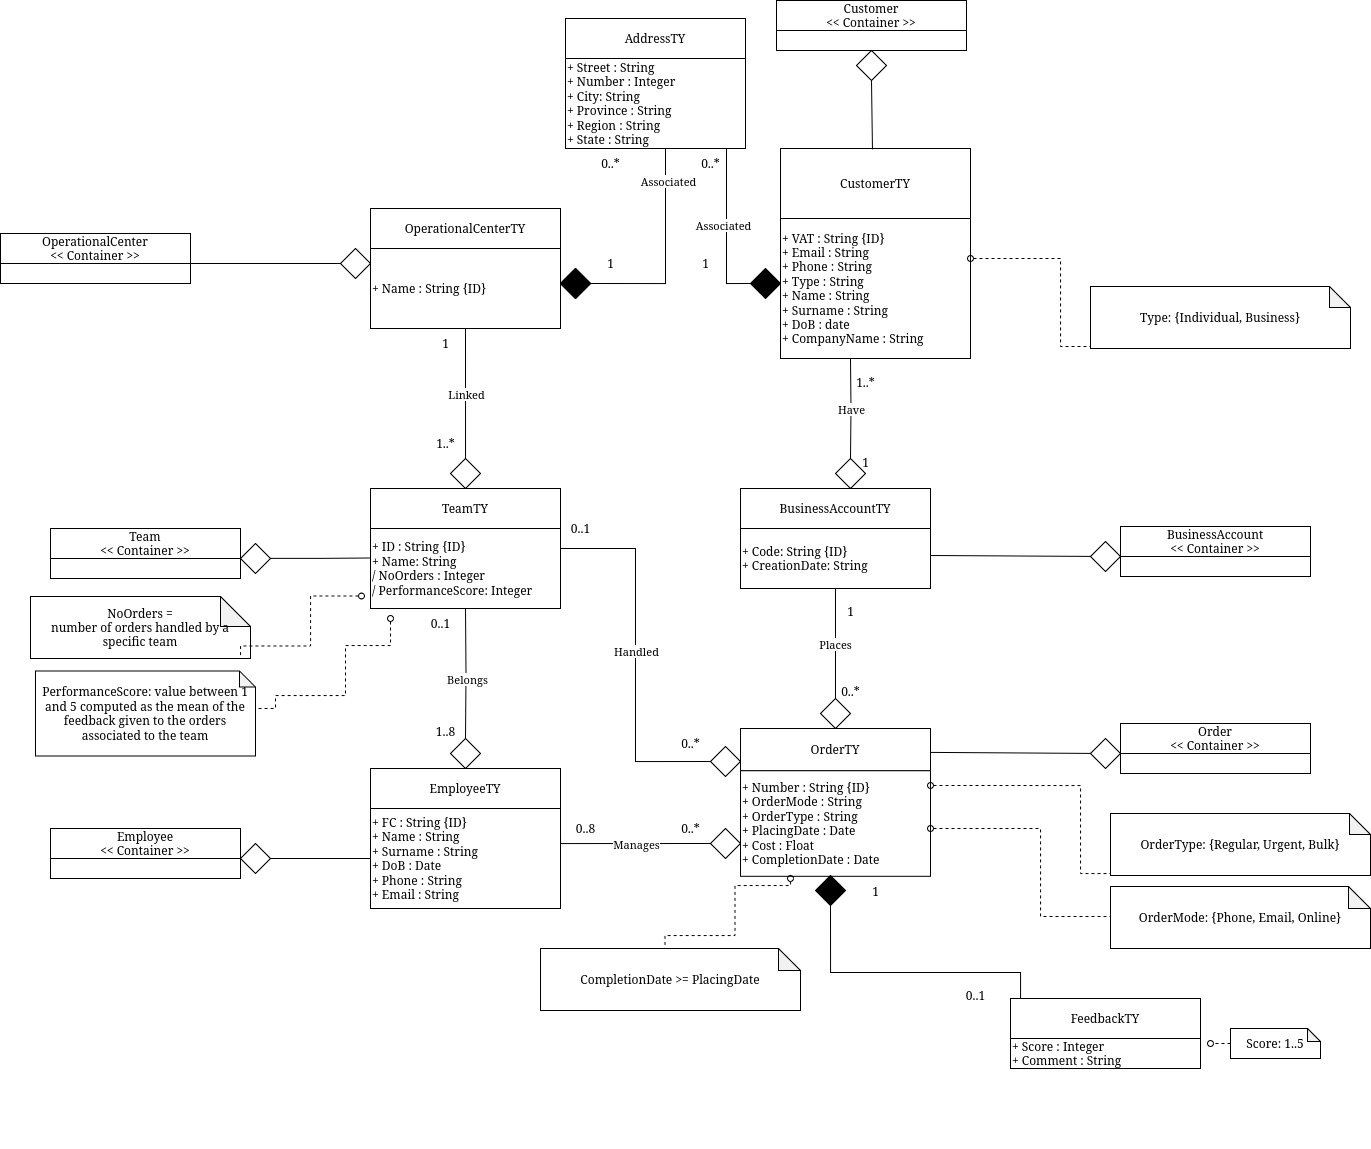 Customer
<< Container >>
AddressTY
+ Street : String
+ Number : Integer
+ City: String
+ Province : String
+ Region : String
+ State : String
0..*
0..*
Associated
Associated
1
1
CustomerTY
+ VAT : String {ID}
+ Email : String
+ Phone : String
+ Type : String
+ Name : String
+ Surname : String
+ DoB : date
+ CompanyName : String
Type: {Individual, Business}
OperationalCenter
<< Container >>
OperationalCenterTY
+ Name : String {ID}
1
Linked
1..*
1..*
Have
1
Team
<< Container >>
TeamTY
+ ID : String {ID}
+ Name: String
/ NoOrders : Integer
/ PerformanceScore: Integer
0..1
BusinessAccountTY
+ Code: String {ID}
+ CreationDate: String
BusinessAccount
<< Container >>
NoOrders =
number of orders handled by a
specific team
PerformanceScore: value between 1
and 5 computed as the mean of the
feedback given to the orders
associated to the team
0..1
Belongs
1..8
Handled
0..*
1
Places
0..*
Employee
<< Container >>
EmployeeTY
+ FC : String {ID}
+ Name : String
+ Surname : String
+ DoB : Date
+ Phone : String
+ Email : String
0..8
Manages
0..*
OrderTY
+ Number : String {ID}
+ OrderMode : String
+ OrderType : String
+ PlacingDate : Date
+ Cost : Float
+ CompletionDate : Date
Order
<< Container >>
OrderType: {Regular, Urgent, Bulk}
OrderMode: {Phone, Email, Online}
1
CompletionDate >= PlacingDate
0..1
FeedbackTY
+ Score : Integer
+ Comment : String
Score: 1..5